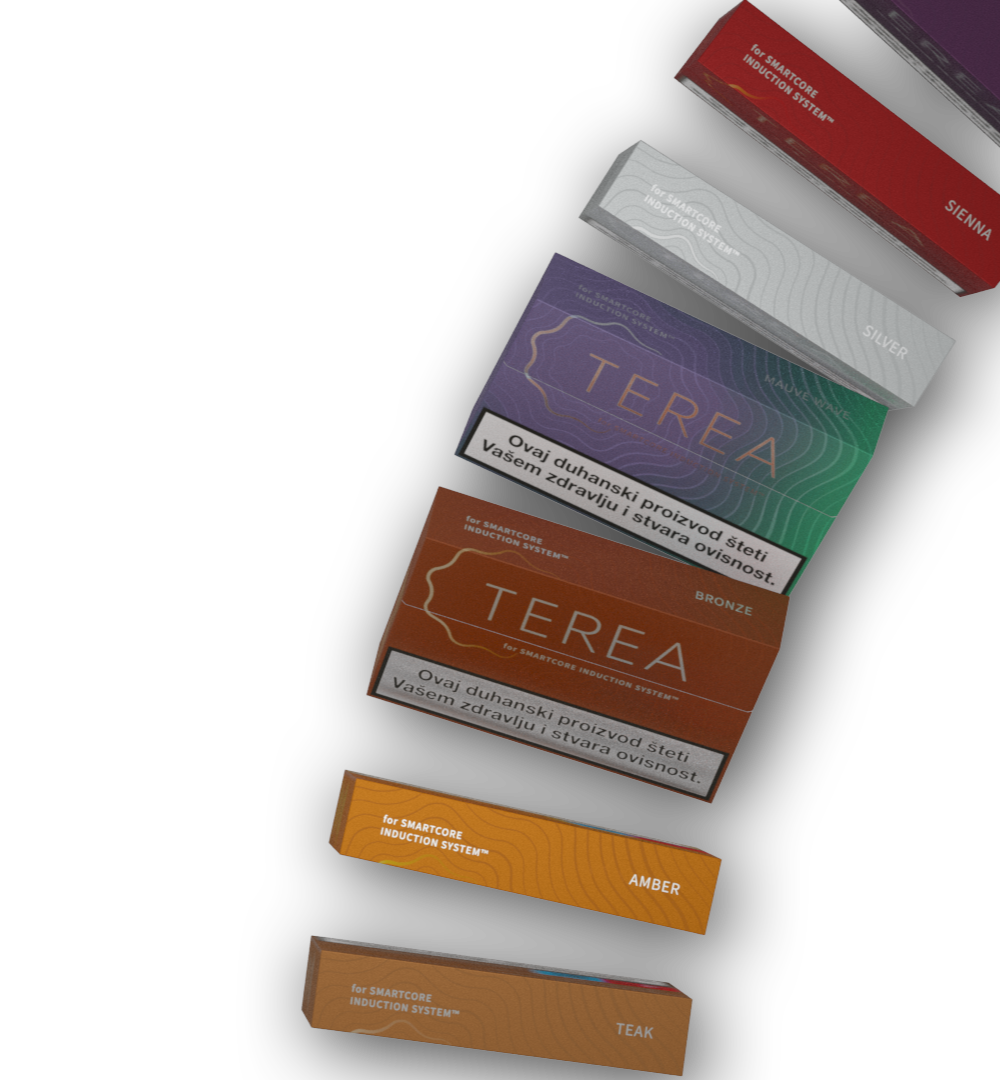 for SMARTCORE
INDUCTION SYSTEM™
TEREA
SIENNA
for SMARTCORE
INDUCTION SYSTEM™
SILVER
for SMARTCORE
INDUCTION SYSTEM™
MAUVE WAVE
TEREA
Ovaj duhanski proizvod šteti
Vašem zdravlju i stvara ovisnost.
for SMARTCORE
INDUCTION SYSTEM™
BRONZE
TEREA
for SMARTCORE INDUCTION SYSTEM™
Ovaj duhanski proizvod šteti
Vašem zdravlju i stvara ovisnost.
for SMARTCORE
INDUCTION SYSTEM™
AMBER
for SMARTCORE
INDUCTION SYSTEM™
TEAK